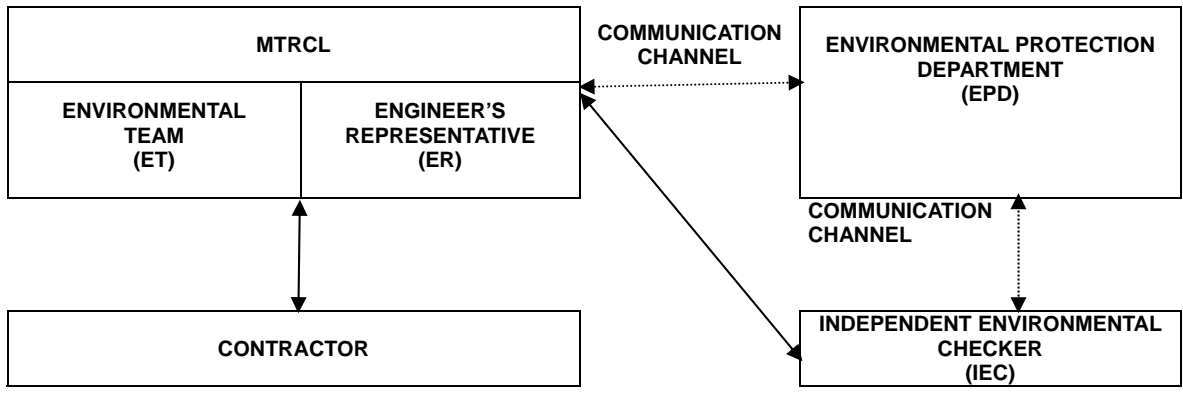 MTRCL
COMMUNICATION
CHANNEL
ENVIRONMENTAL PROTECTION
DEPARTMENT
(EPD)
ENVIRONMENTAL
TEAM
(ET)
ENGINEER’S
REPRESENTATIVE
(ER)
COMMUNICATION
CHANNEL
CONTRACTOR
INDEPENDENT ENVIRONMENTAL
CHECKER
(IEC)